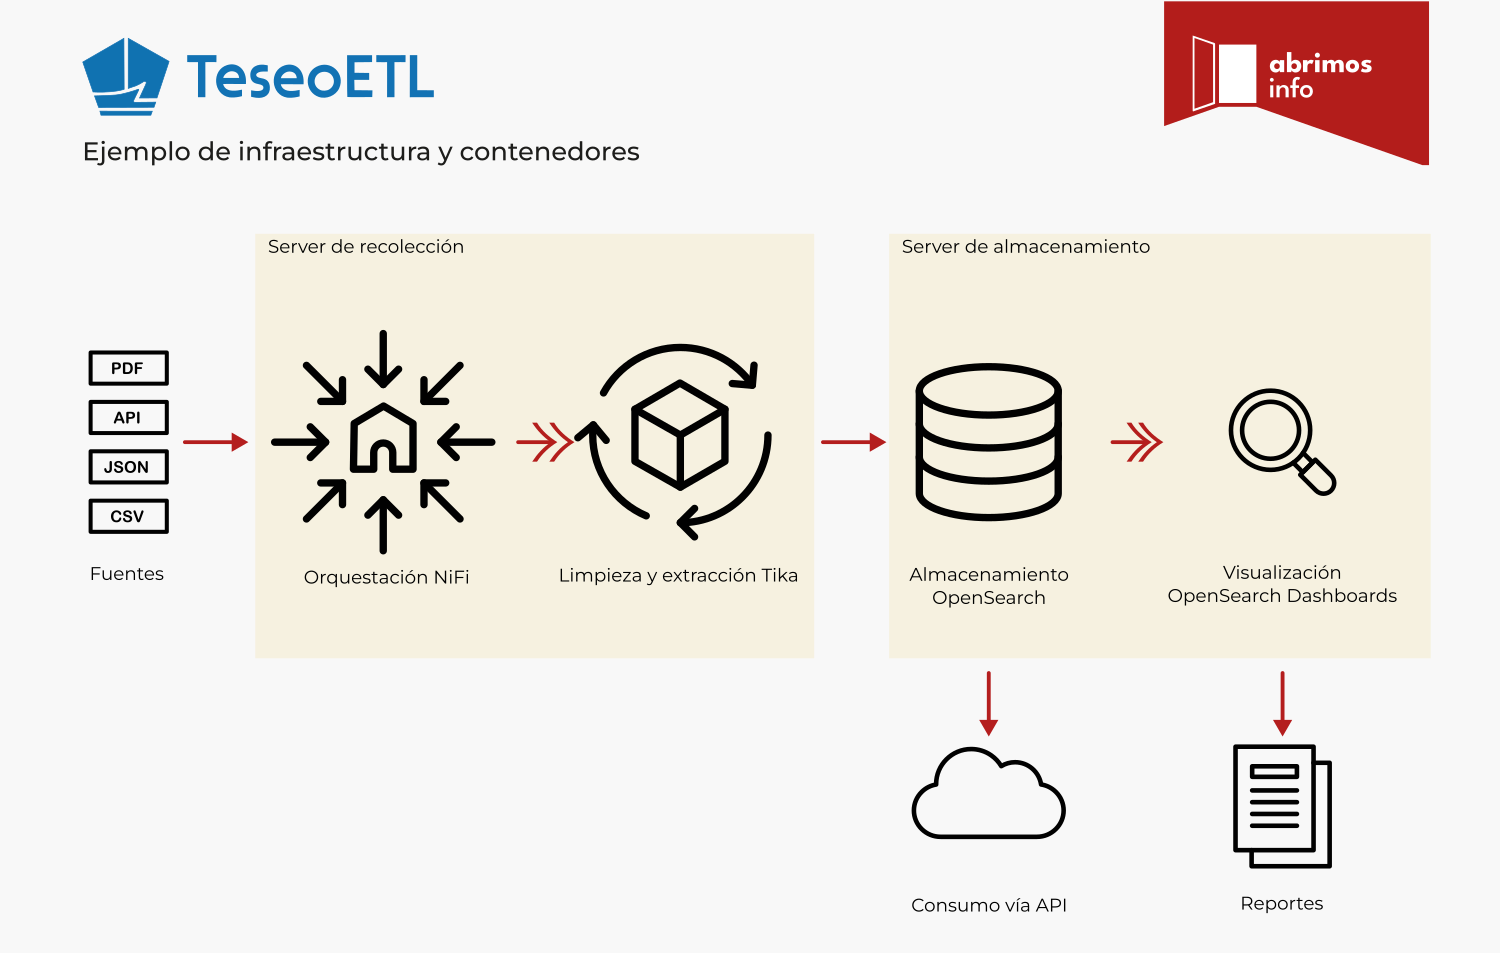 TeseoETL
abrimos
info
Ejemplo de infraestructura y contenedores
Server de recolección
Server de almacenamiento
PDF
API
JSON
CSV
Fuentes
Orquestación NiFi
Limpieza y extracción Tika
Almacenamiento
OpenSearch
Visualización
OpenSearch Dashboards
Consumo vía API
Reportes